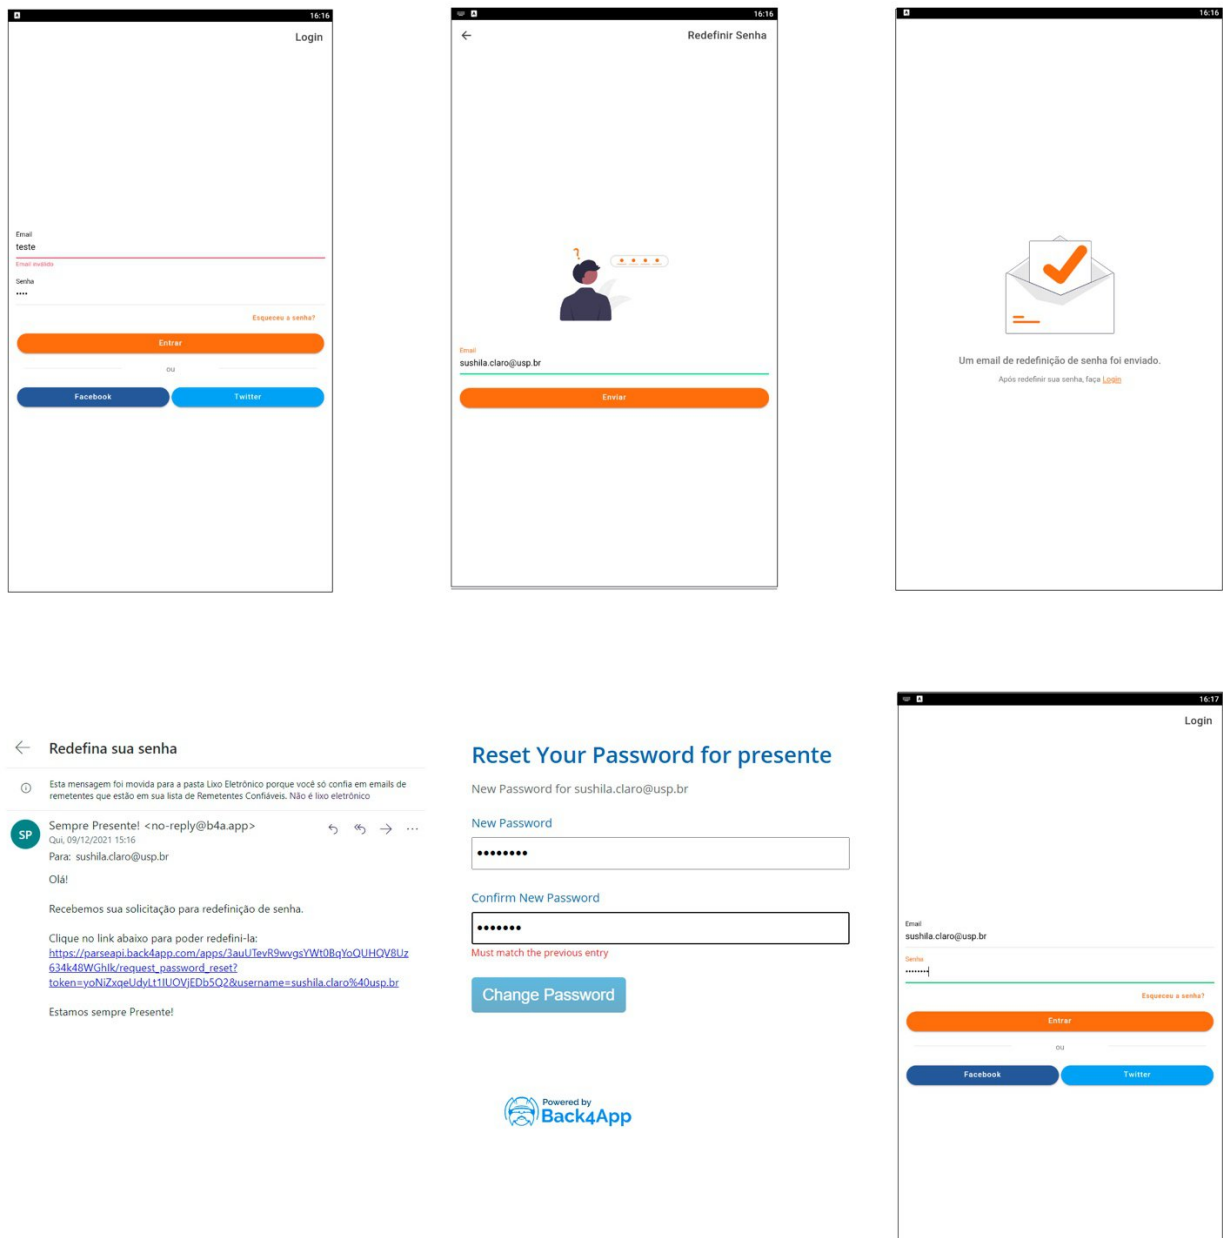 16:16
Login
Email
teste
Email inválido
Senha
Esqueceu a senha?
Entrar
ou
Facebook
Twitter
16:16
Redefinir Senha
?
Email
sushila.claro@usp.br
Enviar
16:16
Um email de redefinição de senha foi enviado.
Após redefinir sua senha, faça Login
Redefina sua senha
Esta mensagem foi movida para a pasta Lixo Eletrônico porque você só confia em emails de
remetentes que estão em sua lista de Remetentes Confiáveis. Não é lixo eletrônico
SP
Sempre Presente! <no-reply@b4a.app>
Qui, 09/12/2021 15:16
Para: sushila.claro@usp.br
Olá!
Recebemos sua solicitação para redefinição de senha.
Clique no link abaixo para poder redefini-la:
https://parseapi.back4app.com/apps/3auUTevR9wvgsYWt0BqYoQUHQV8Uz
634k48WGhIk/request_password_reset?
token=yoNiZxqeUdyLt1IUOVjEDb5Q2&username=sushila.claro%40usp.br
Estamos sempre Presente!
Reset Your Password for presente
New Password for sushila.claro@usp.br
New Password
Confirm New Password
Must match the previous entry
Change Password
Powered by
Back4App
16:17
Login
Email
sushila.claro@usp.br
Senha
Esqueceu a senha?
Entrar
ou
Facebook
Twitter